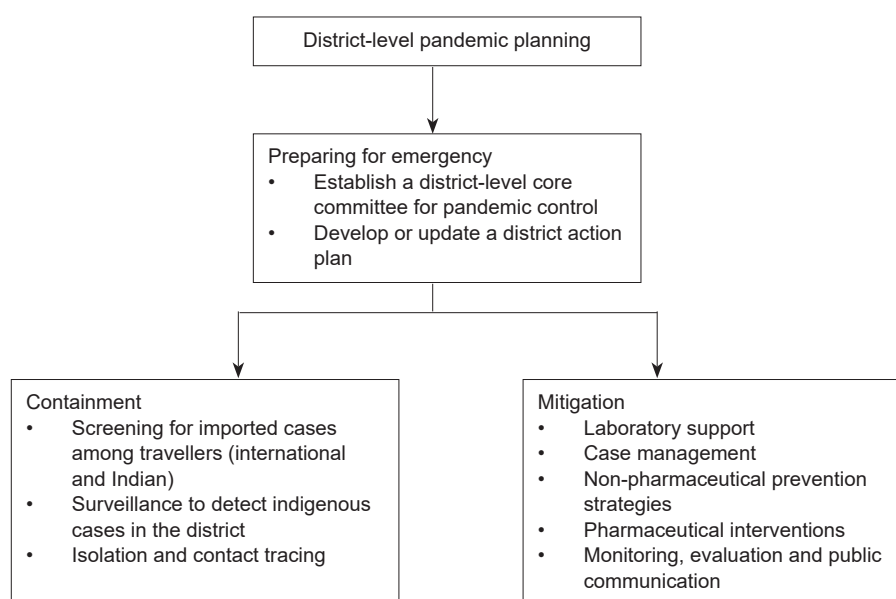 District-level pandemic planning
Preparing for emergency
• Establish a district-level core
committee for pandemic control
• Develop or update a district action
plan
Containment
• Screening for imported cases
among travellers (international
and Indian)
• Surveillance to detect indigenous
cases in the district
• Isolation and contact tracing
Mitigation
• Laboratory support
• Case management
• Non-pharmaceutical prevention
strategies
• Pharmaceutical interventions
• Monitoring, evaluation and public
communication